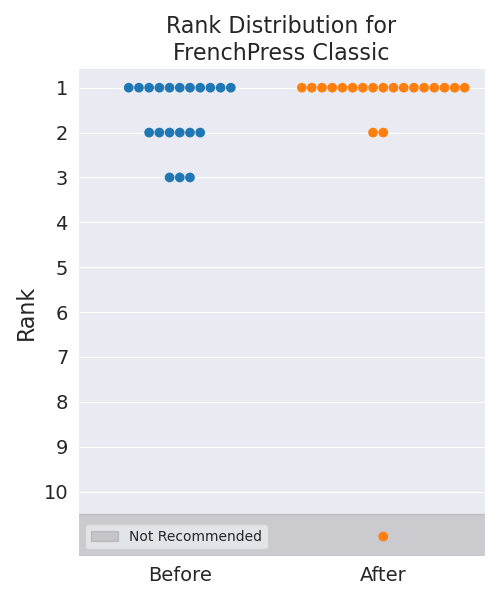 Rank Distribution for
FrenchPress Classic
Rank
1
2
3
4
5
6
7
8
9
10
Not Recommended
Before
After